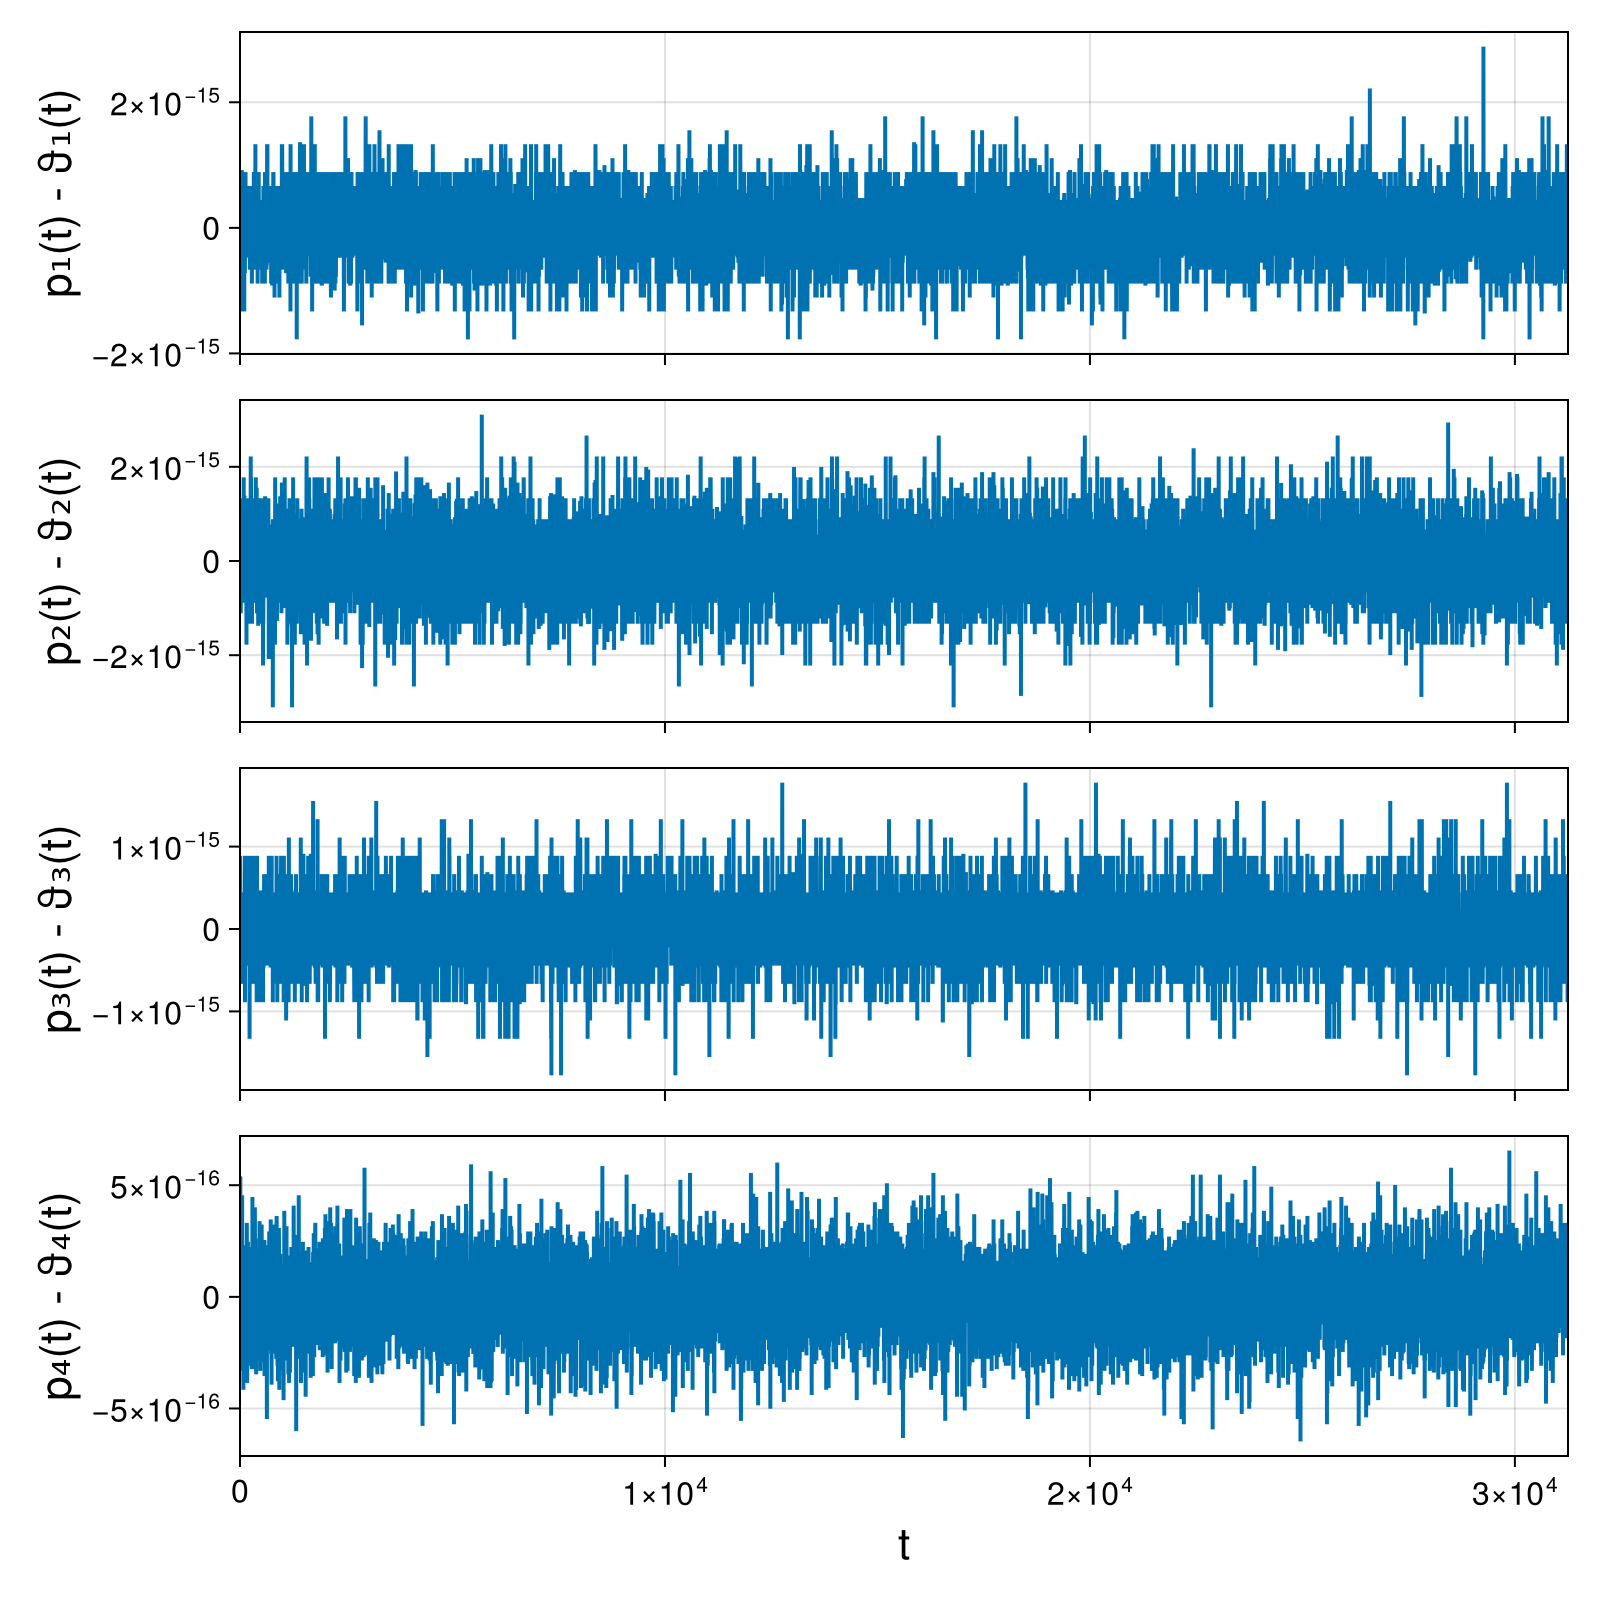 p₁(t) - ϑ₁(t)
2×10⁻¹⁵
0
−2×10⁻¹⁵
p₂(t) - ϑ₂(t)
2×10⁻¹⁵
0
−2×10⁻¹⁵
p₃(t) - ϑ₃(t)
1×10⁻¹⁵
0
−1×10⁻¹⁵
p₄(t) - ϑ₄(t)
5×10⁻¹⁶
0
−5×10⁻¹⁶
0 1×10⁴ 2×10⁴ 3×10⁴
t